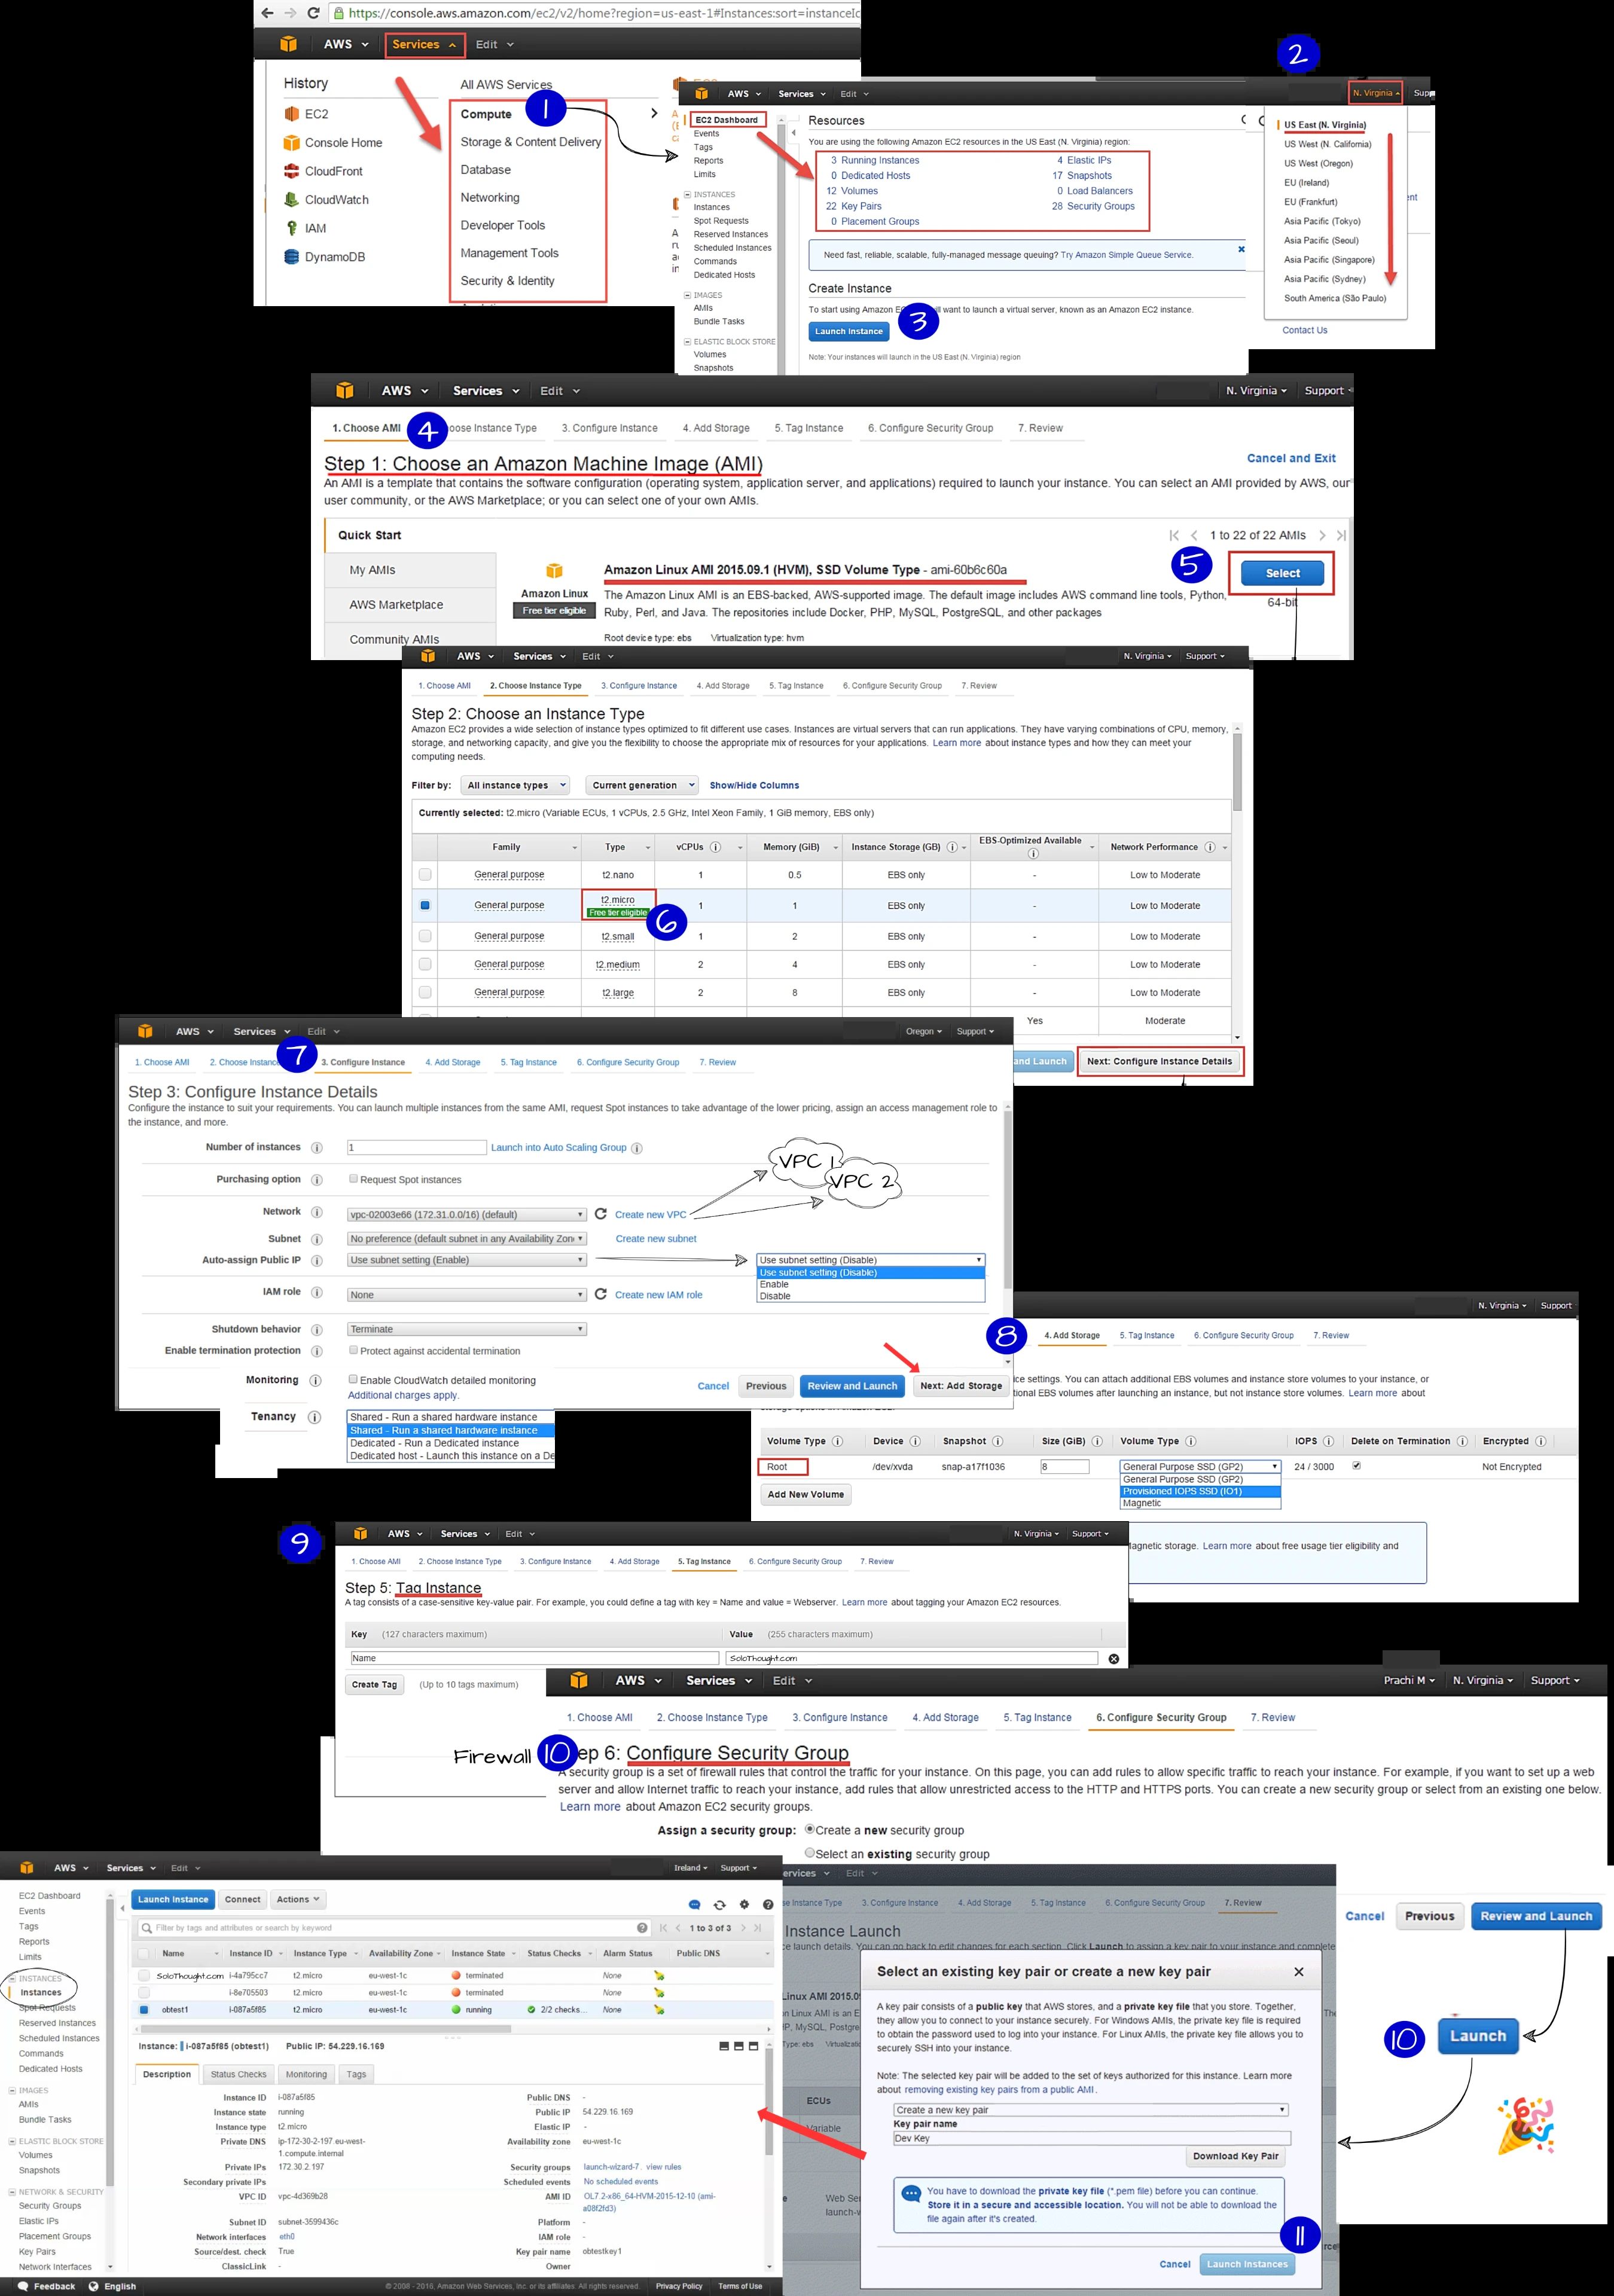 https://console.aws.amazon.com/ec2/v2/home?region=us-east-1#Instances:sort=instanceIc
AWS Services Edit
History
EC2
Console Home
CloudFront
CloudWatch
IAM
DynamoDB
All AWS Services
Compute
Storage & Content Delivery
Database
Networking
Developer Tools
Management Tools
Security & Identity
1
2
AWS Services Edit N. Virginia Sup
EC2 Dashboard
Events
Tags
Reports
Limits
INSTANCES
Instances
Spot Requests
Reserved Instances
Scheduled Instances
Commands
Dedicated Hosts
IMAGES
AMIs
Bundle Tasks
ELASTIC BLOCK STORE
Volumes
Snapshots
Resources
You are using the following Amazon EC2 resources in the US East (N. Virginia) region:
3 Running Instances 4 Elastic IPs
0 Dedicated Hosts 17 Snapshots
12 Volumes 0 Load Balancers
22 Key Pairs 28 Security Groups
0 Placement Groups
Need fast, reliable, scalable, fully-managed message queuing? Try Amazon Simple Queue Service.
Create Instance
To start using Amazon EC ll want to launch a virtual server, known as an Amazon EC2 instance.
3
Launch Instance
Note: Your instances will launch in the US East (N. Virginia) region
US East (N. Virginia)
US West (N. California)
US West (Oregon)
EU (Ireland)
EU (Frankfurt)
Asia Pacific (Tokyo)
Asia Pacific (Seoul)
Asia Pacific (Singapore)
Asia Pacific (Sydney)
South America (São Paulo)
Contact Us
AWS Services Edit N. Virginia Support
1. Choose AMI 4 oose Instance Type 3. Configure Instance 4. Add Storage 5. Tag Instance 6. Configure Security Group 7. Review
Step 1: Choose an Amazon Machine Image (AMI) Cancel and Exit
An AMI is a template that contains the software configuration (operating system, application server, and applications) required to launch your instance. You can select an AMI provided by AWS, our
user community, or the AWS Marketplace; or you can select one of your own AMIs.
Quick Start
My AMIs
AWS Marketplace
Community AMIs
1 to 22 of 22 AMIs
Amazon Linux
Free tier eligible
Amazon Linux AMI 2015.09.1 (HVM), SSD Volume Type - ami-60b6c60a
The Amazon Linux AMI is an EBS-backed, AWS-supported image. The default image includes AWS command line tools, Python,
Ruby, Perl, and Java. The repositories include Docker, PHP, MySQL, PostgreSQL, and other packages
Root device type: ebs Virtualization type: hvm
5
Select
64-bit
AWS Services Edit N. Virginia Support
1. Choose AMI 2. Choose Instance Type 3. Configure Instance 4. Add Storage 5. Tag Instance 6. Configure Security Group 7. Review
Step 2: Choose an Instance Type
Amazon EC2 provides a wide selection of instance types optimized to fit different use cases. Instances are virtual servers that can run applications. They have varying combinations of CPU, memory,
storage, and networking capacity, and give you the flexibility to choose the appropriate mix of resources for your applications. Learn more about instance types and how they can meet your
computing needs.
Filter by: All instance types Current generation Show/Hide Columns
Currently selected: t2.micro (Variable ECUs, 1 vCPUs, 2.5 GHz, Intel Xeon Family, 1 GiB memory, EBS only)
Family Type vCPUs Memory (GiB) Instance Storage (GB) EBS-Optimized Available Network Performance
General purpose t2.nano 1 0.5 EBS only - Low to Moderate
General purpose t2.micro Free tier eligible 1 1 EBS only - Low to Moderate
6
General purpose t2.small 1 2 EBS only - Low to Moderate
General purpose t2.medium 2 4 EBS only - Low to Moderate
General purpose t2.large 2 8 EBS only - Low to Moderate
Yes Moderate
and Launch Next: Configure Instance Details
AWS Services Edit Oregon Support
1. Choose AMI 2. Choose Instanc 7 3. Configure Instance 4. Add Storage 5. Tag Instance 6. Configure Security Group 7. Review
Step 3: Configure Instance Details
Configure the instance to suit your requirements. You can launch multiple instances from the same AMI, request Spot instances to take advantage of the lower pricing, assign an access management role to
the instance, and more.
Number of instances 1 Launch into Auto Scaling Group
Purchasing option Request Spot instances
VPC 1
VPC 2
Network vpc-02003e66 (172.31.0.0/16) (default) Create new VPC
Subnet No preference (default subnet in any Availability Zon Create new subnet
Auto-assign Public IP Use subnet setting (Enable)
Use subnet setting (Disable)
Use subnet setting (Disable)
Enable
Disable
IAM role None Create new IAM role
Shutdown behavior Terminate
Enable termination protection Protect against accidental termination
Monitoring Enable CloudWatch detailed monitoring
Additional charges apply.
Cancel Previous Review and Launch Next: Add Storage
Tenancy Shared - Run a shared hardware instance
Shared - Run a shared hardware instance
Dedicated - Run a Dedicated instance
Dedicated host - Launch this instance on a De
N. Virginia Support
8
4. Add Storage 5. Tag Instance 6. Configure Security Group 7. Review
ice settings. You can attach additional EBS volumes and instance store volumes to your instance, or
ional EBS volumes after launching an instance, but not instance store volumes. Learn more about
Volume Type Device Snapshot Size (GiB) Volume Type IOPS Delete on Termination Encrypted
Root /dev/xvda snap-a17f1036 8 General Purpose SSD (GP2) 24 / 3000 Not Encrypted
General Purpose SSD (GP2)
Provisioned IOPS SSD (IO1)
Magnetic
Add New Volume
agnetic storage. Learn more about free usage tier eligibility and
9
AWS Services Edit N. Virginia Support
1. Choose AMI 2. Choose Instance Type 3. Configure Instance 4. Add Storage 5. Tag Instance 6. Configure Security Group 7. Review
Step 5: Tag Instance
A tag consists of a case-sensitive key-value pair. For example, you could define a tag with key = Name and value = Webserver. Learn more about tagging your Amazon EC2 resources.
Key (127 characters maximum) Value (255 characters maximum)
Name SoloThought.com
Create Tag (Up to 10 tags maximum)
AWS Services Edit Prachi M N. Virginia Support
1. Choose AMI 2. Choose Instance Type 3. Configure Instance 4. Add Storage 5. Tag Instance 6. Configure Security Group 7. Review
Firewall 10 ep 6: Configure Security Group
A security group is a set of firewall rules that control the traffic for your instance. On this page, you can add rules to allow specific traffic to reach your instance. For example, if you want to set up a web
server and allow Internet traffic to reach your instance, add rules that allow unrestricted access to the HTTP and HTTPS ports. You can create a new security group or select from an existing one below.
Learn more about Amazon EC2 security groups.
Assign a security group: Create a new security group
Select an existing security group
Cancel Previous Review and Launch
10
Launch
AWS Services Edit Ireland Support
EC2 Dashboard
Events
Tags
Reports
Limits
INSTANCES
Instances
Spot Requests
Reserved Instances
Scheduled Instances
Commands
Dedicated Hosts
IMAGES
AMIs
Bundle Tasks
ELASTIC BLOCK STORE
Volumes
Snapshots
NETWORK & SECURITY
Security Groups
Elastic IPs
Placement Groups
Key Pairs
Network Interfaces
Launch Instance Connect Actions
Filter by tags and attributes or search by keyword 1 to 3 of 3
Name Instance ID Instance Type Availability Zone Instance State Status Checks Alarm Status Public DNS
SoloThought.com i-4a795cc7 t2.micro eu-west-1c terminated None
i-8e705503 t2.micro eu-west-1c terminated None
obtest1 i-087a5f85 t2.micro eu-west-1c running 2/2 checks... None
Instance: i-087a5f85 (obtest1) Public IP: 54.229.16.169
Description Status Checks Monitoring Tags
Instance ID i-087a5f85 Public DNS -
Instance state running Public IP 54.229.16.169
Instance type t2.micro Elastic IP -
Private DNS ip-172-30-2-197.eu-west-1.compute.internal Availability zone eu-west-1c
Private IPs 172.30.2.197 Security groups launch-wizard-7. view rules
Secondary private IPs Scheduled events No scheduled events
VPC ID vpc-4d369b28 AMI ID OL7.2-x86_64-HVM-2015-12-10 (ami-a08f2fd3)
Subnet ID subnet-3599436c Platform -
Network interfaces eth0 IAM role -
Source/dest. check True Key pair name obtestkey1
ClassicLink - Owner
Feedback English © 2008 - 2016, Amazon Web Services, Inc. or its affiliates. All rights reserved. Privacy Policy Terms of Use
ervices Edit
se Instance Type 3. Configure Instance 4. Add Storage 5. Tag Instance 6. Configure Security Group 7. Review
Instance Launch
ce launch details. You can go back to edit changes for each section. Click Launch to assign a key pair to your instance and complete
Linux AMI 2015.09
ECUs
Variable
Web Se
launch-w
Select an existing key pair or create a new key pair
A key pair consists of a public key that AWS stores, and a private key file that you store. Together,
they allow you to connect to your instance securely. For Windows AMIs, the private key file is required
to obtain the password used to log into your instance. For Linux AMIs, the private key file allows you to
securely SSH into your instance.
Note: The selected key pair will be added to the set of keys authorized for this instance. Learn more
about removing existing key pairs from a public AMI.
Create a new key pair
Key pair name
Dev Key
Download Key Pair
You have to download the private key file (*.pem file) before you can continue.
Store it in a secure and accessible location. You will not be able to download the
file again after it's created.
11
Cancel Launch Instances